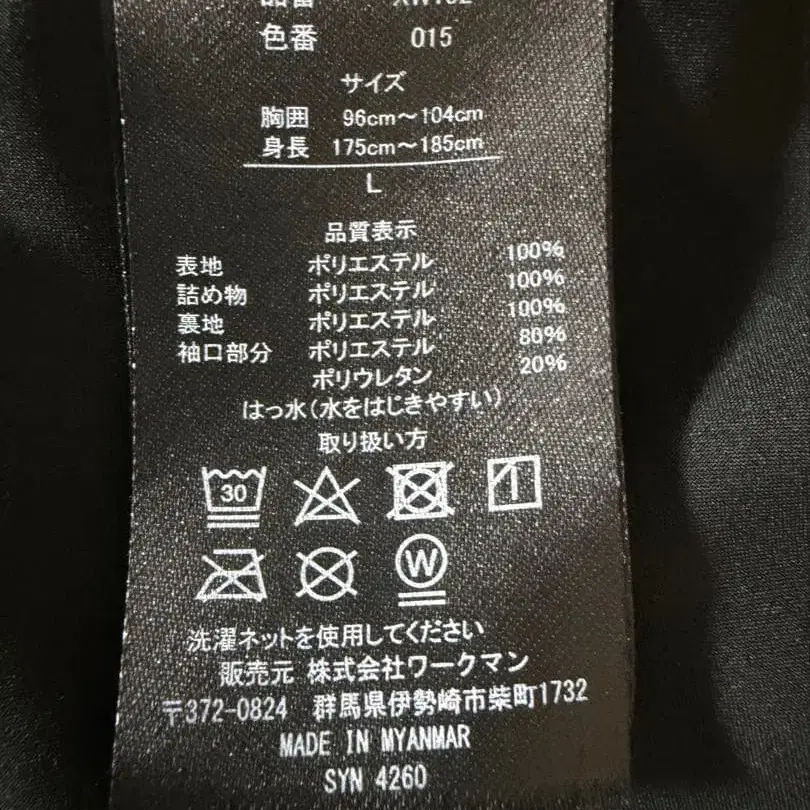 色番 015
サイズ
胸囲 96cm～104cm
身長 175cm～185cm
L
品質表示
表地 ポリエステル 100%
詰め物 ポリエステル 100%
裏地 ポリエステル 100%
袖口部分 ポリエステル 80%
ポリウレタン 20%
はっ水(水をはじきやすい)
取り扱い方
30
W
洗濯ネットを使用してください
販売元 株式会社ワークマン
〒372-0824 群馬県伊勢崎市柴町1732
MADE IN MYANMAR
SYN 4260